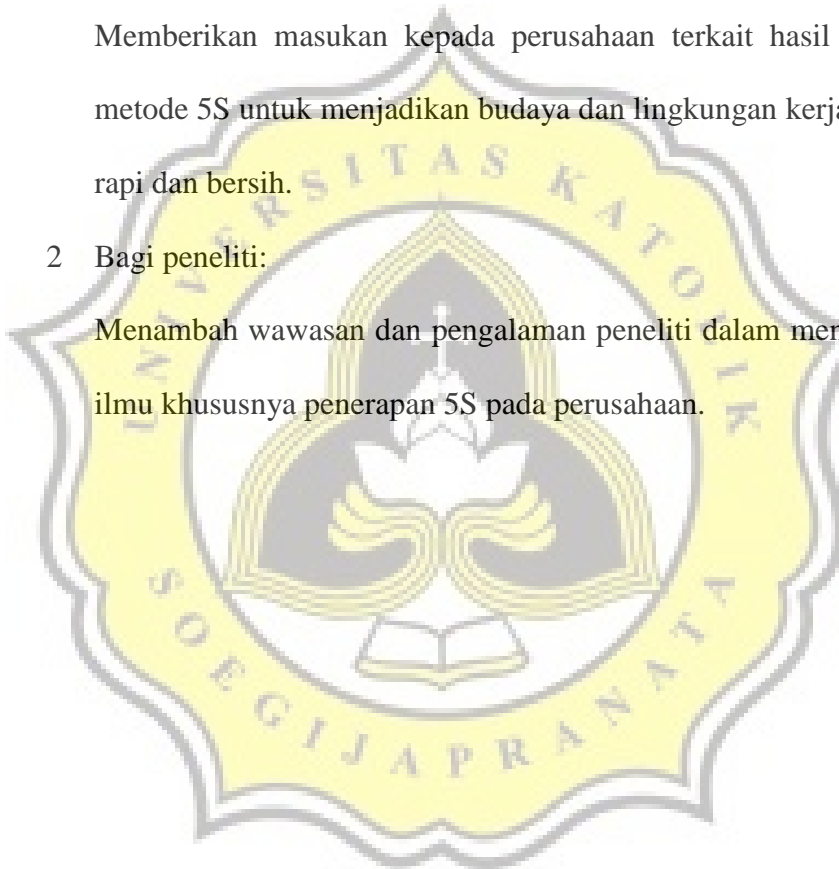 Memberikan masukan kepada perusahaan terkait hasil
metode 5S untuk menjadikan budaya dan lingkungan kerja
rapi dan bersih.
2 Bagi peneliti:
Menambah wawasan dan pengalaman peneliti dalam
ilmu khususnya penerapan 5S pada perusahaan.
UNIVERSITAS KATOLIK
SOEGIJAPRANATA